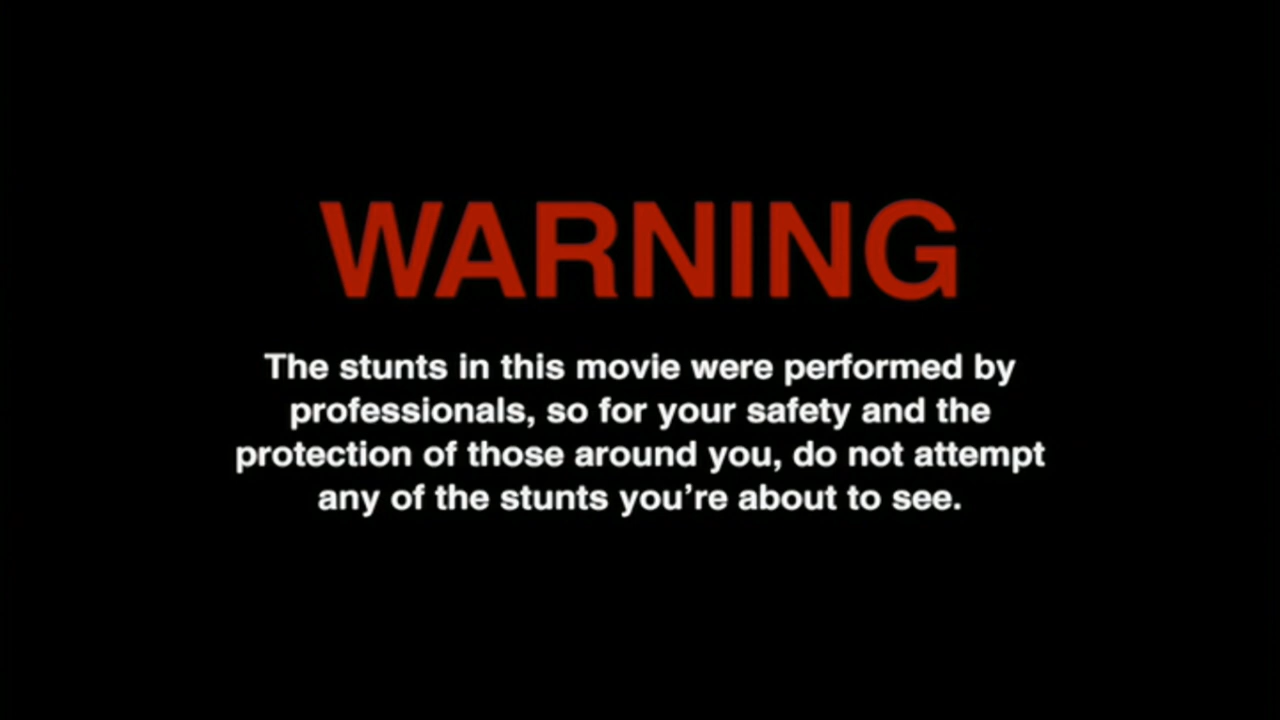 WARNING
The stunts in this movie were performed by
professionals, so for your safety and the
protection of those around you, do not attempt
any of the stunts you’re about to see.